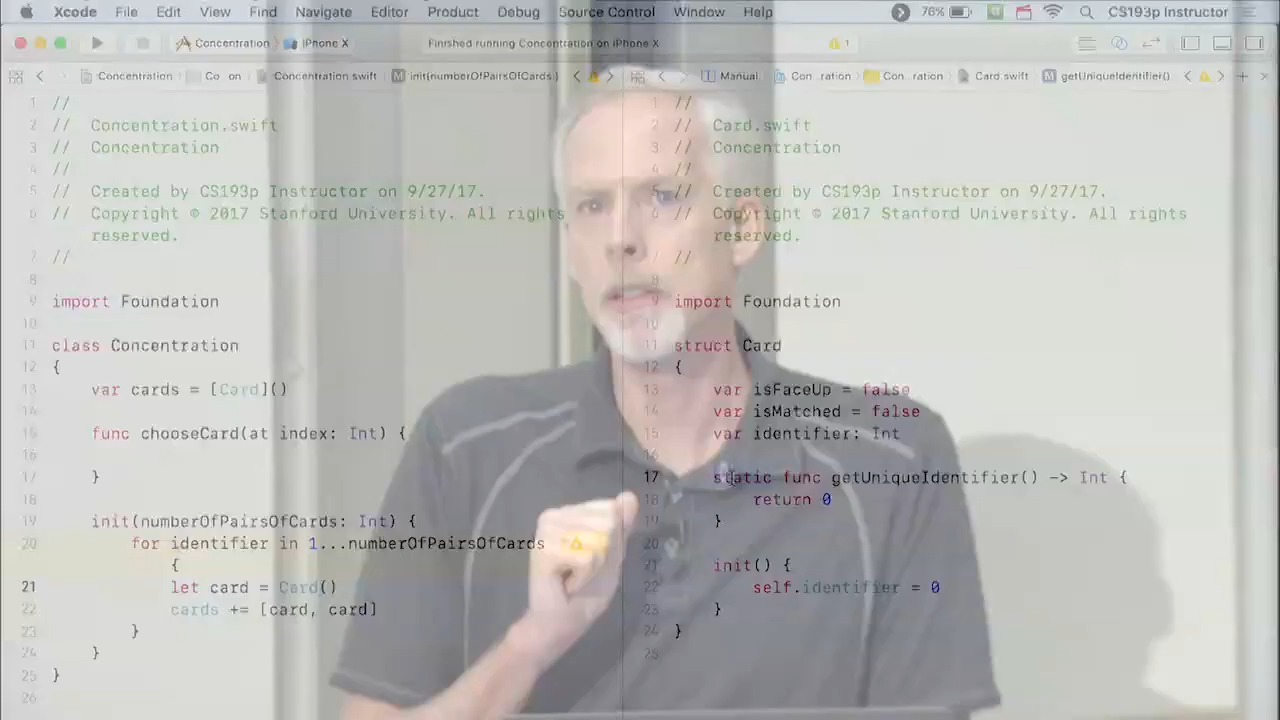 Xcode File Edit View Find Navigate Editor Product Debug Source Control Window Help 76% CS193p Instructor
Concentration iPhone X Finished running Concentration on iPhone X 1
Concentration Co on Concentration.swift M init(numberOfPairsOfCards:)
1 //
2 // Concentration.swift
3 // Concentration
4 //
5 // Created by CS193p Instructor on 9/27/17.
6 // Copyright © 2017 Stanford University. All rights
reserved.
7 //
8
9 import Foundation
10
11 class Concentration
12 {
13 var cards = [Card]()
14
15 func chooseCard(at index: Int) {
16
17 }
18
19 init(numberOfPairsOfCards: Int) {
20 for identifier in 1...numberOfPairsOfCards
{
21 let card = Card()
22 cards += [card, card]
23 }
24 }
25 }
26
Manual Con...ration Con...ration Card.swift M getUniqueIdentifier()
1 //
2 // Card.swift
3 // Concentration
4 //
5 // Created by CS193p Instructor on 9/27/17.
6 // Copyright © 2017 Stanford University. All rights
reserved.
7 //
8
9 import Foundation
10
11 struct Card
12 {
13 var isFaceUp = false
14 var isMatched = false
15 var identifier: Int
16
17 static func getUniqueIdentifier() -> Int {
18 return 0
19 }
20
21 init() {
22 self.identifier = 0
23 }
24 }
25